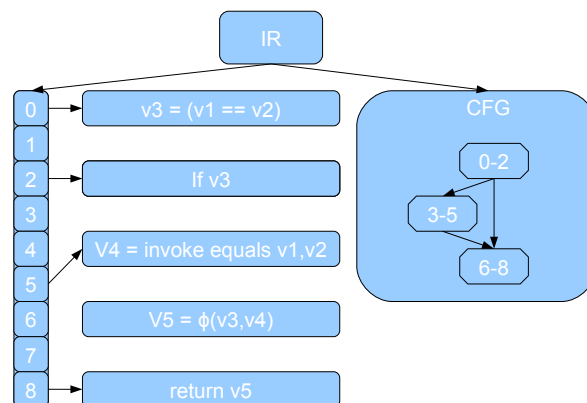 IR
0
v3 = (v1 == v2)
1
2
If v3
3
4
V4 = invoke equals v1,v2
5
6
V5 = ϕ(v3,v4)
7
8
return v5
CFG
0-2
3-5
6-8